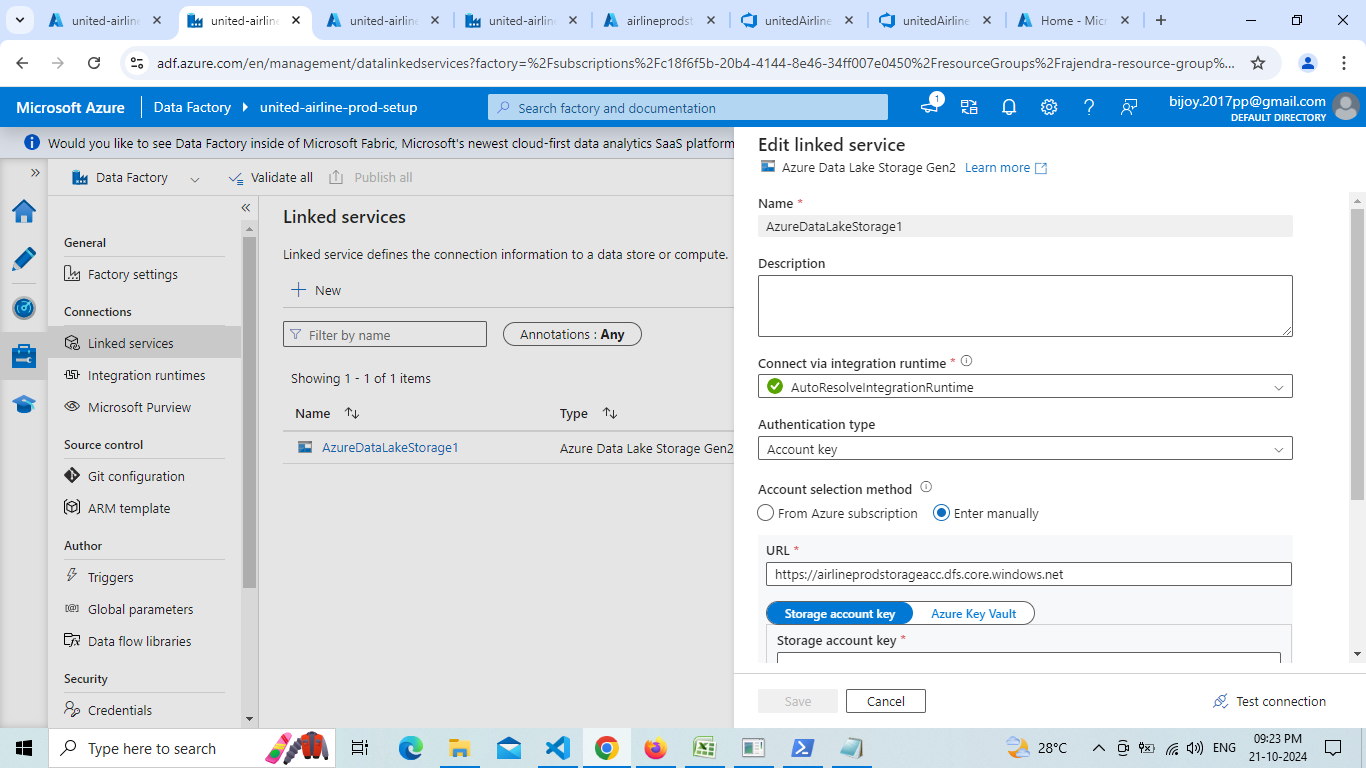 united-airline
united-airline
united-airline
united-airline
airlineprodst
unitedAirline
unitedAirline
Home - Micr
adf.azure.com/en/management/datalinkedservices?factory=%2Fsubscriptions%2Fc18f6f5b-20b4-4144-8e46-34ff007e0450%2FresourceGroups%2Frajendra-resource-group%...
Microsoft Azure
Data Factory
united-airline-prod-setup
Search factory and documentation
1
bijoy.2017pp@gmail.com
DEFAULT DIRECTORY
Would you like to see Data Factory inside of Microsoft Fabric, Microsoft's newest cloud-first data analytics SaaS platform
Data Factory
Validate all
Publish all
General
Factory settings
Connections
Linked services
Integration runtimes
Microsoft Purview
Source control
Git configuration
ARM template
Author
Triggers
Global parameters
Data flow libraries
Security
Credentials
Linked services
Linked service defines the connection information to a data store or compute.
New
Filter by name
Annotations : Any
Showing 1 - 1 of 1 items
Name
Type
AzureDataLakeStorage1
Azure Data Lake Storage Gen2
Edit linked service
Azure Data Lake Storage Gen2 Learn more
Name *
AzureDataLakeStorage1
Description
Connect via integration runtime *
AutoResolveIntegrationRuntime
Authentication type
Account key
Account selection method
From Azure subscription
Enter manually
URL *
https://airlineprodstorageacc.dfs.core.windows.net
Storage account key
Azure Key Vault
Storage account key *
Save
Cancel
Test connection
Type here to search
28°C
ENG
09:23 PM
21-10-2024